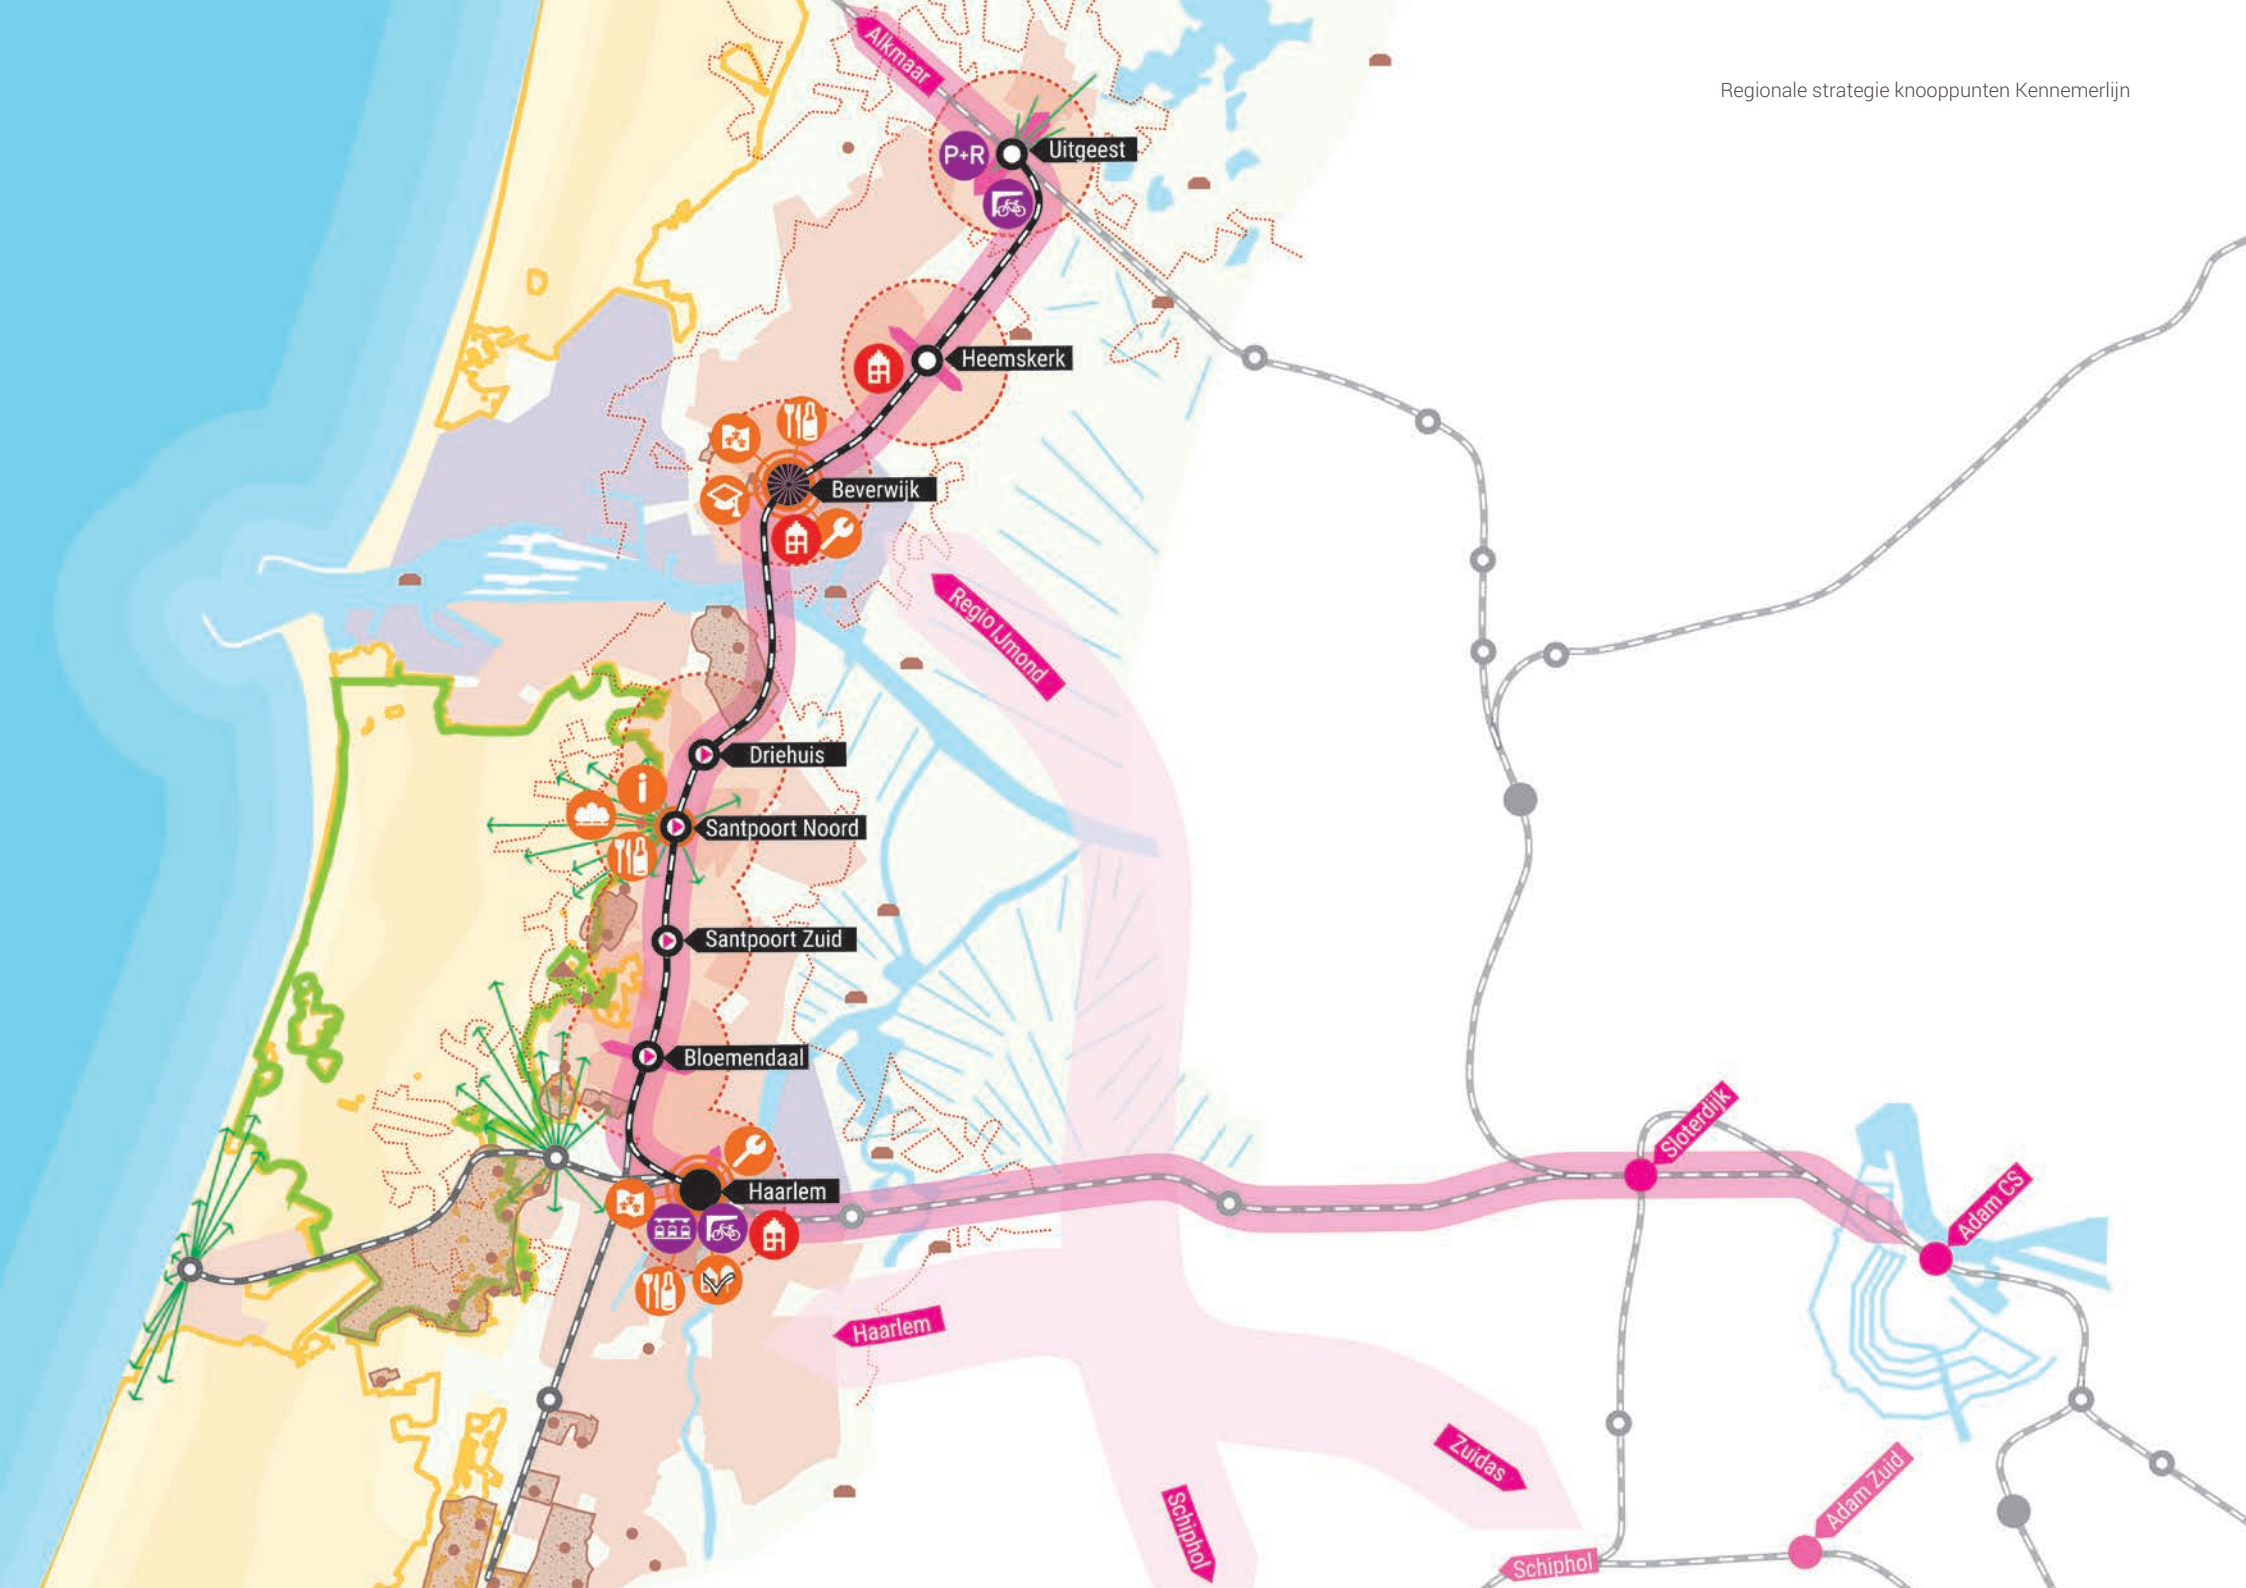 Regionale strategie knooppunten Kennemerlijn
Alkmaar
P+R
Uitgeest
Heemskerk
Beverwijk
Regio IJmond
Driehuis
i
Santpoort Noord
Santpoort Zuid
Bloemendaal
Haarlem
Sloterdijk
Adam CS
Haarlem
Zuidas
Schiphol
Adam Zuid
Schiphol